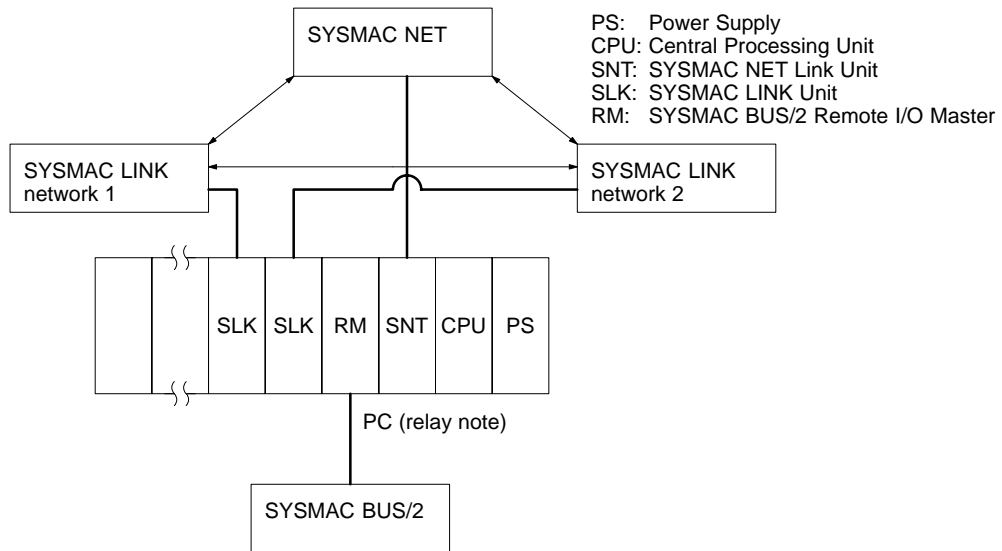 SYSMAC NET
PS: Power Supply
CPU: Central Processing Unit
SNT: SYSMAC NET Link Unit
SLK: SYSMAC LINK Unit
RM: SYSMAC BUS/2 Remote I/O Master
SYSMAC LINK
network 1
SYSMAC LINK
network 2
SLK SLK RM SNT CPU PS
PC (relay note)
SYSMAC BUS/2